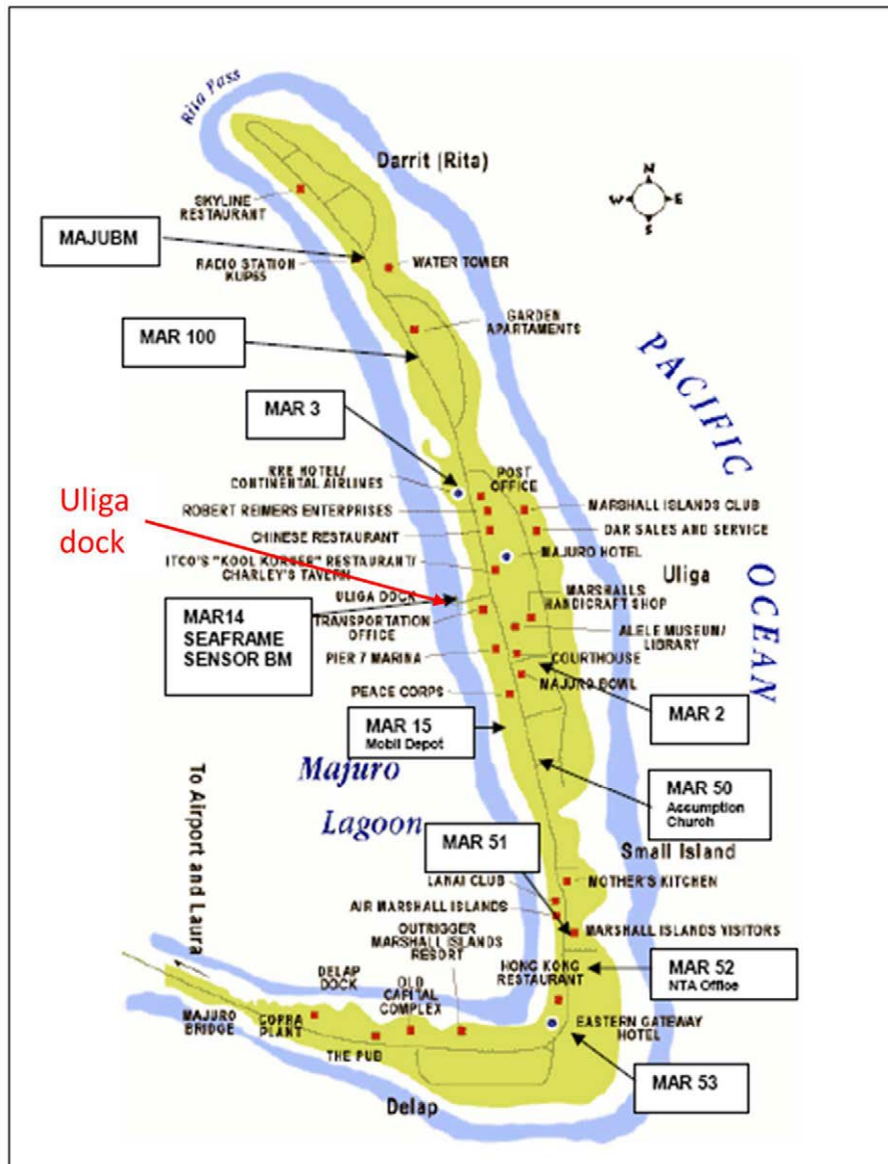 Rita Pass
Darrit (Rita)
N
W
E
S
SKYLINE
RESTAURANT
MAJUBM
RADIO STATION
KUP65
WATER TOWER
GARDEN
APARTAMENTS
MAR 100
PACIFIC
OCEAN
MAR 3
RRE HOTEL/
CONTINENTAL AIRLINES
POST
OFFICE
Uliga
dock
ROBERT REIMERS ENTERPRISES
MARSHALL ISLANDS CLUB
CHINESE RESTAURANT
DAR SALES AND SERVICE
MAJURO HOTEL
ITCO'S "KOOL KORNER" RESTAURANT/
CHARLEY'S TAVERN
Uliga
ULIGA DOCK
MARSHALLS
HANDICRAFT SHOP
MAR14
SEAFRAME
SENSOR BM
TRANSPORTATION
OFFICE
ALELE MUSEUM/
LIBRARY
PIER 7 MARINA
COURTHOUSE
MAJURO BOWL
PEACE CORPS
MAR 2
MAR 15
Mobil Depot
Majuro
Lagoon
To Airport and Laura
MAR 50
Assumption
Church
MAR 51
Small Island
LANAI CLUB
MOTHER'S KITCHEN
AIR MARSHALL ISLANDS
MARSHALL ISLANDS VISITORS
OUTRIGGER
MARSHALL ISLANDS
RESORT
HONG KONG
RESTAURANT
MAR 52
NTA Office
DELAP
DOCK
OLD
CAPITAL
COMPLEX
MAJURO
BRIDGE
COPRA
PLANT
THE PUB
EASTERN GATEWAY
HOTEL
MAR 53
Delap